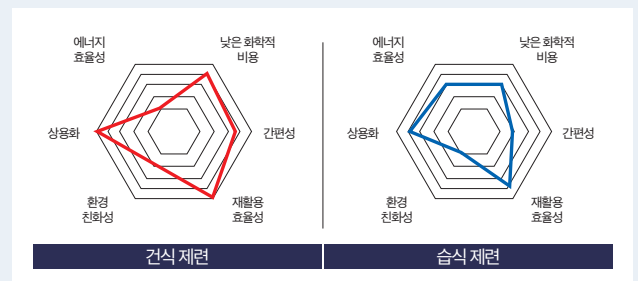 에너지
효율성
낮은 화학적
비용
상용화
간편성
환경
친화성
재활용
효율성
건식 제련
에너지
효율성
낮은 화학적
비용
상용화
간편성
환경
친화성
재활용
효율성
습식 제련